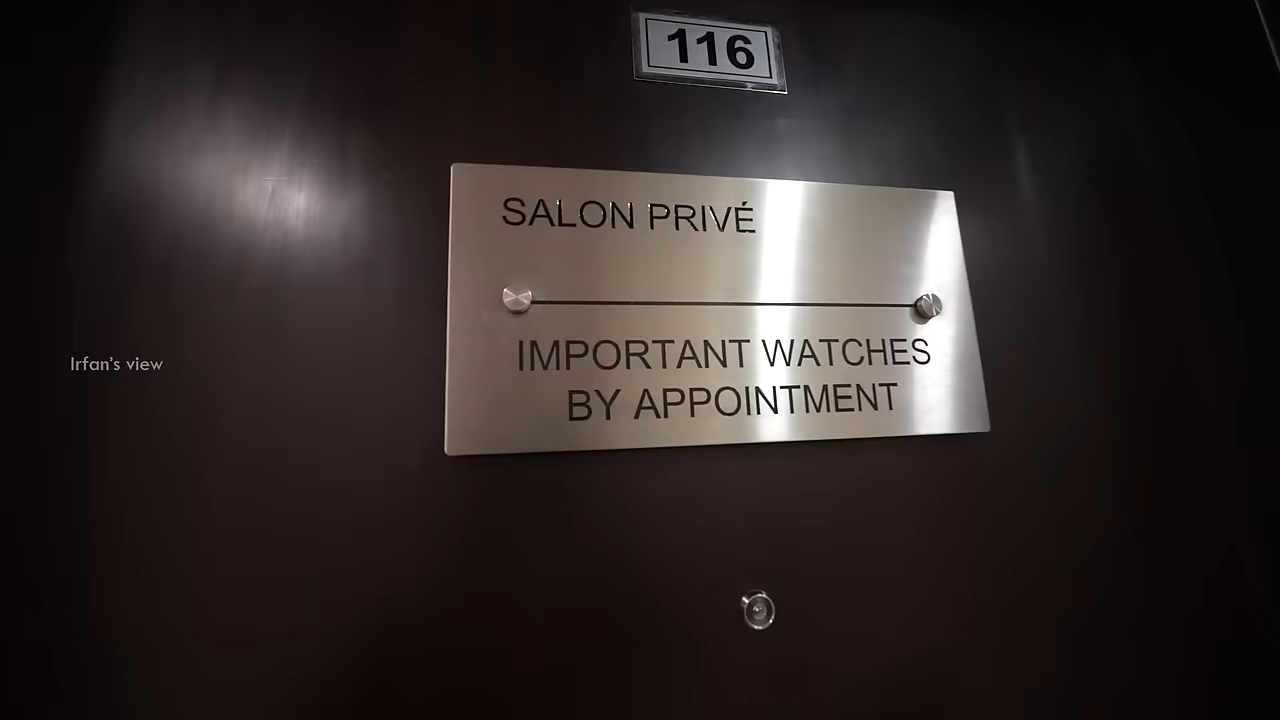 116
SALON PRIVÉ
IMPORTANT WATCHES
BY APPOINTMENT
Irfan's view